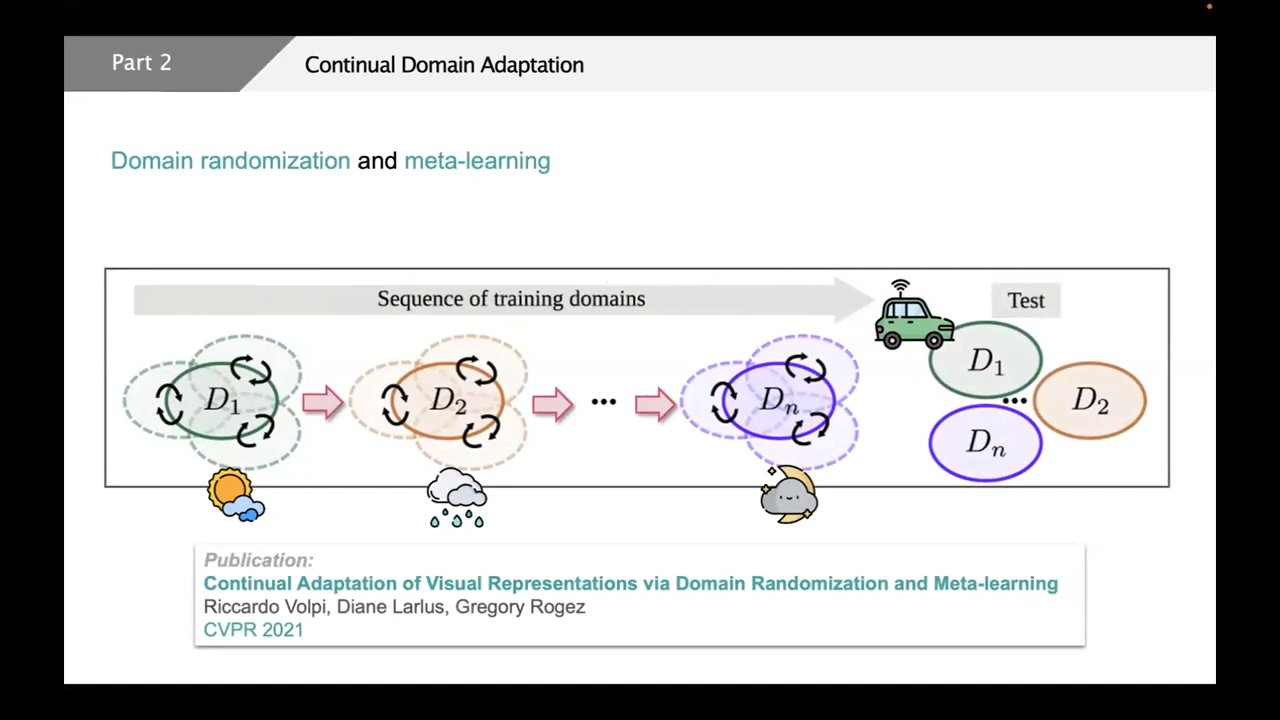 Part 2
Continual Domain Adaptation
Domain randomization and meta-learning
Sequence of training domains
Test
D1
D2
...
Dn
D1
D2
...
Dn
Publication:
Continual Adaptation of Visual Representations via Domain Randomization and Meta-learning
Riccardo Volpi, Diane Larlus, Gregory Rogez
CVPR 2021